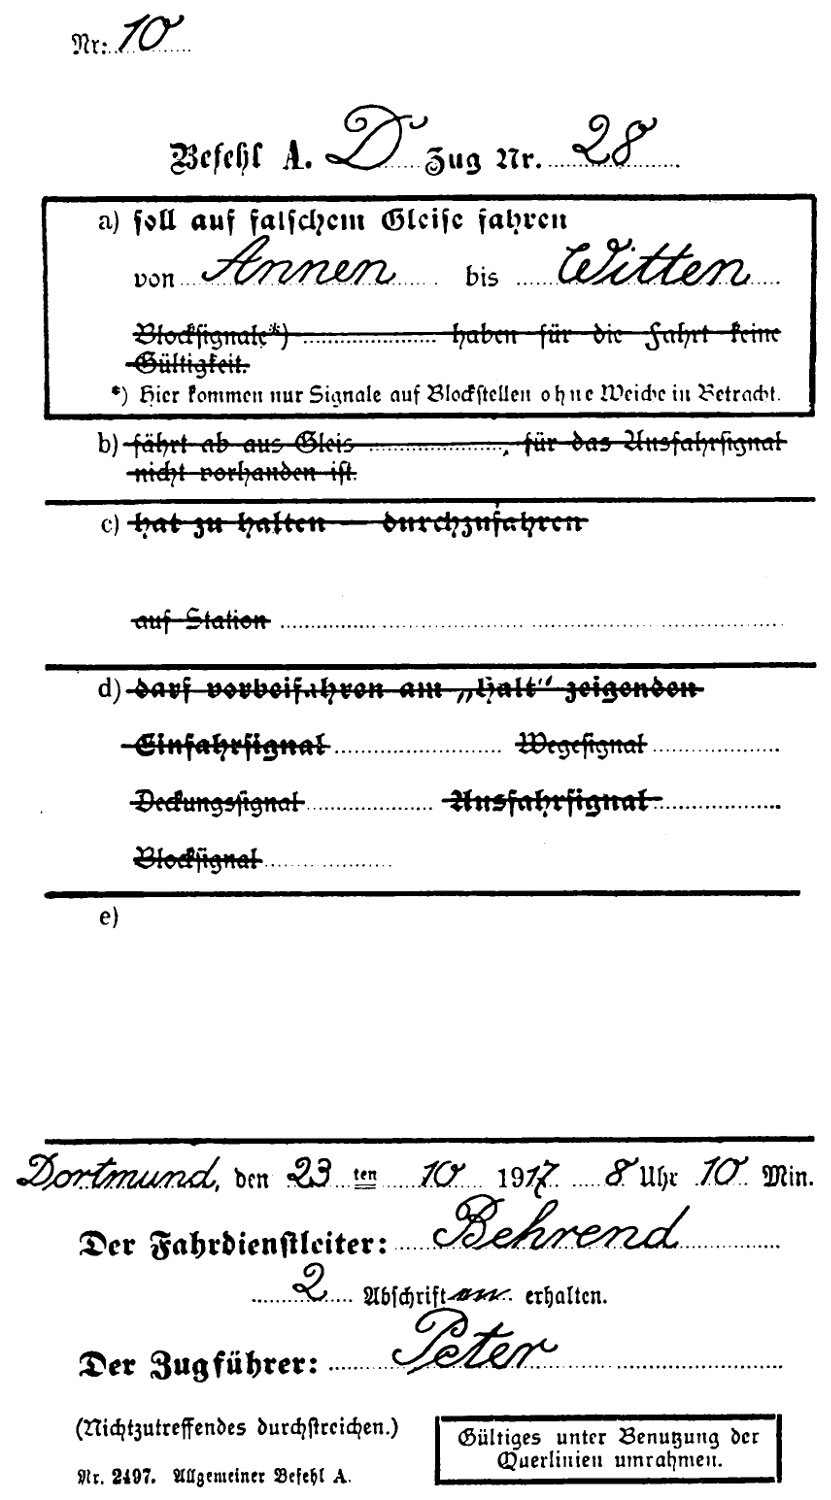 Nr: 10
Befehl A. D Zug Nr. 28
a) soll auf falschem Gleise fahren
von Annen bis Witten
Blocksignale*) haben für die Fahrt keine
Gültigkeit.
*) Hier kommen nur Signale auf Blockstellen ohne Weiche in Betracht.
b) fährt ab aus Gleis , für das Ausfahrsignal
nicht vorhanden ist.
c) hat zu halten — durchzufahren
auf Station
d) darf vorbeifahren am „Halt“ zeigenden
Einfahrsignal Wegesignal
Deckungssignal Ausfahrsignal
Blocksignal
e)
Dortmund, den 23 ten 10 1917 8 Uhr 10 Min.
Der Fahrdienstleiter: Behrend
2 Abschriften erhalten.
Der Zugführer: Peter
(Nichtzutreffendes durchstreichen.)
Gültiges unter Benutzung der
Querlinien umrahmen.
Nr. 2497. Allgemeiner Befehl A.